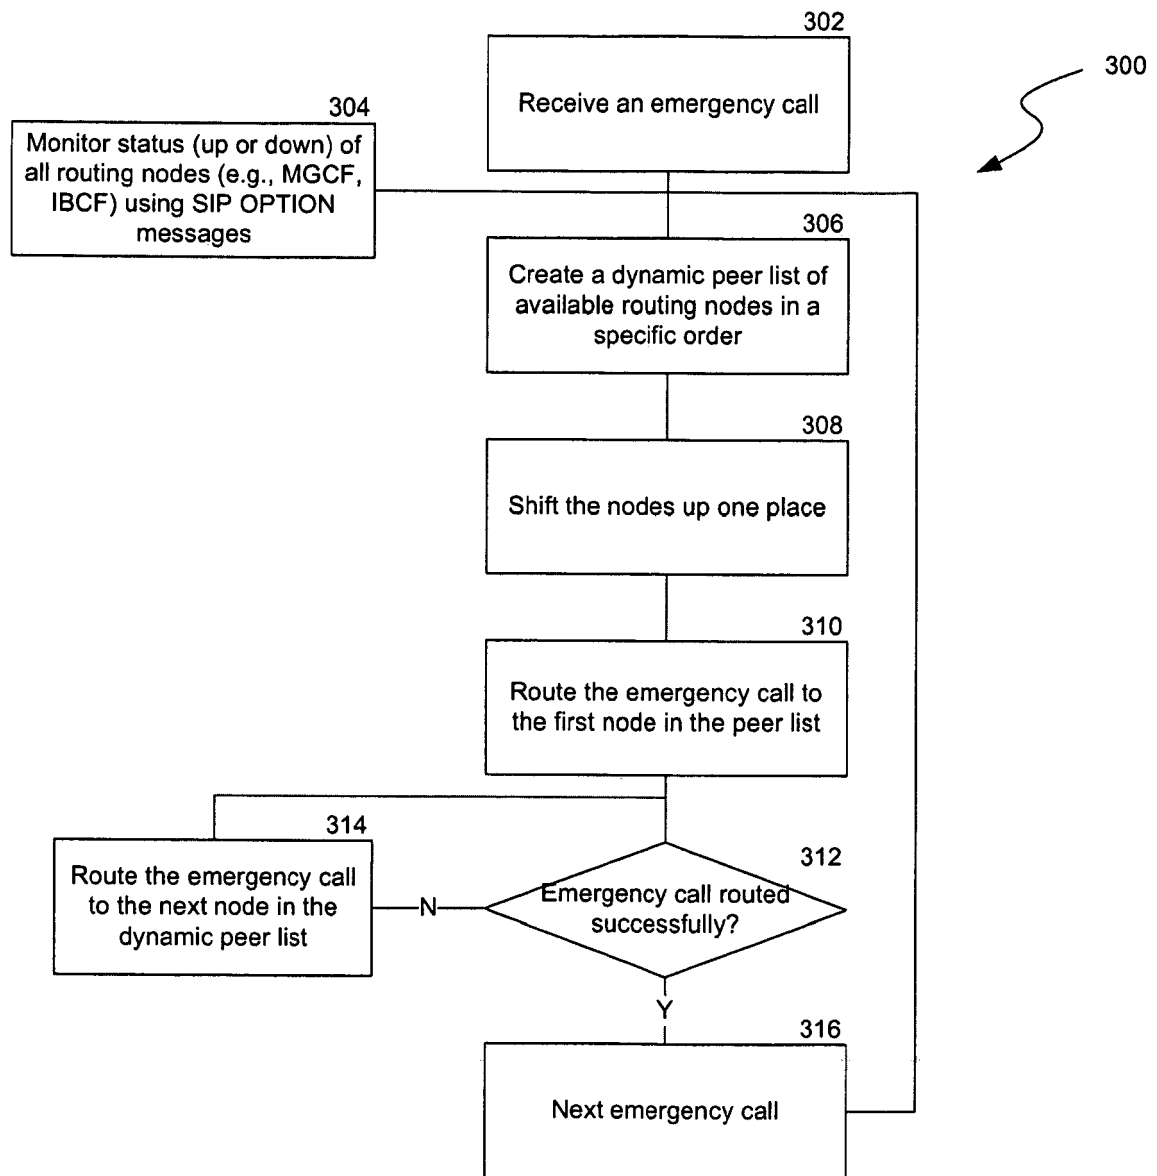 302
Receive an emergency call
300
304
Monitor status (up or down) of
all routing nodes (e.g., MGCF,
IBCF) using SIP OPTION
messages
306
Create a dynamic peer list of
available routing nodes in a
specific order
308
Shift the nodes up one place
310
Route the emergency call to
the first node in the peer list
314
Route the emergency call
to the next node in the
dynamic peer list
N
312
Emergency call routed
successfully?
Y
316
Next emergency call